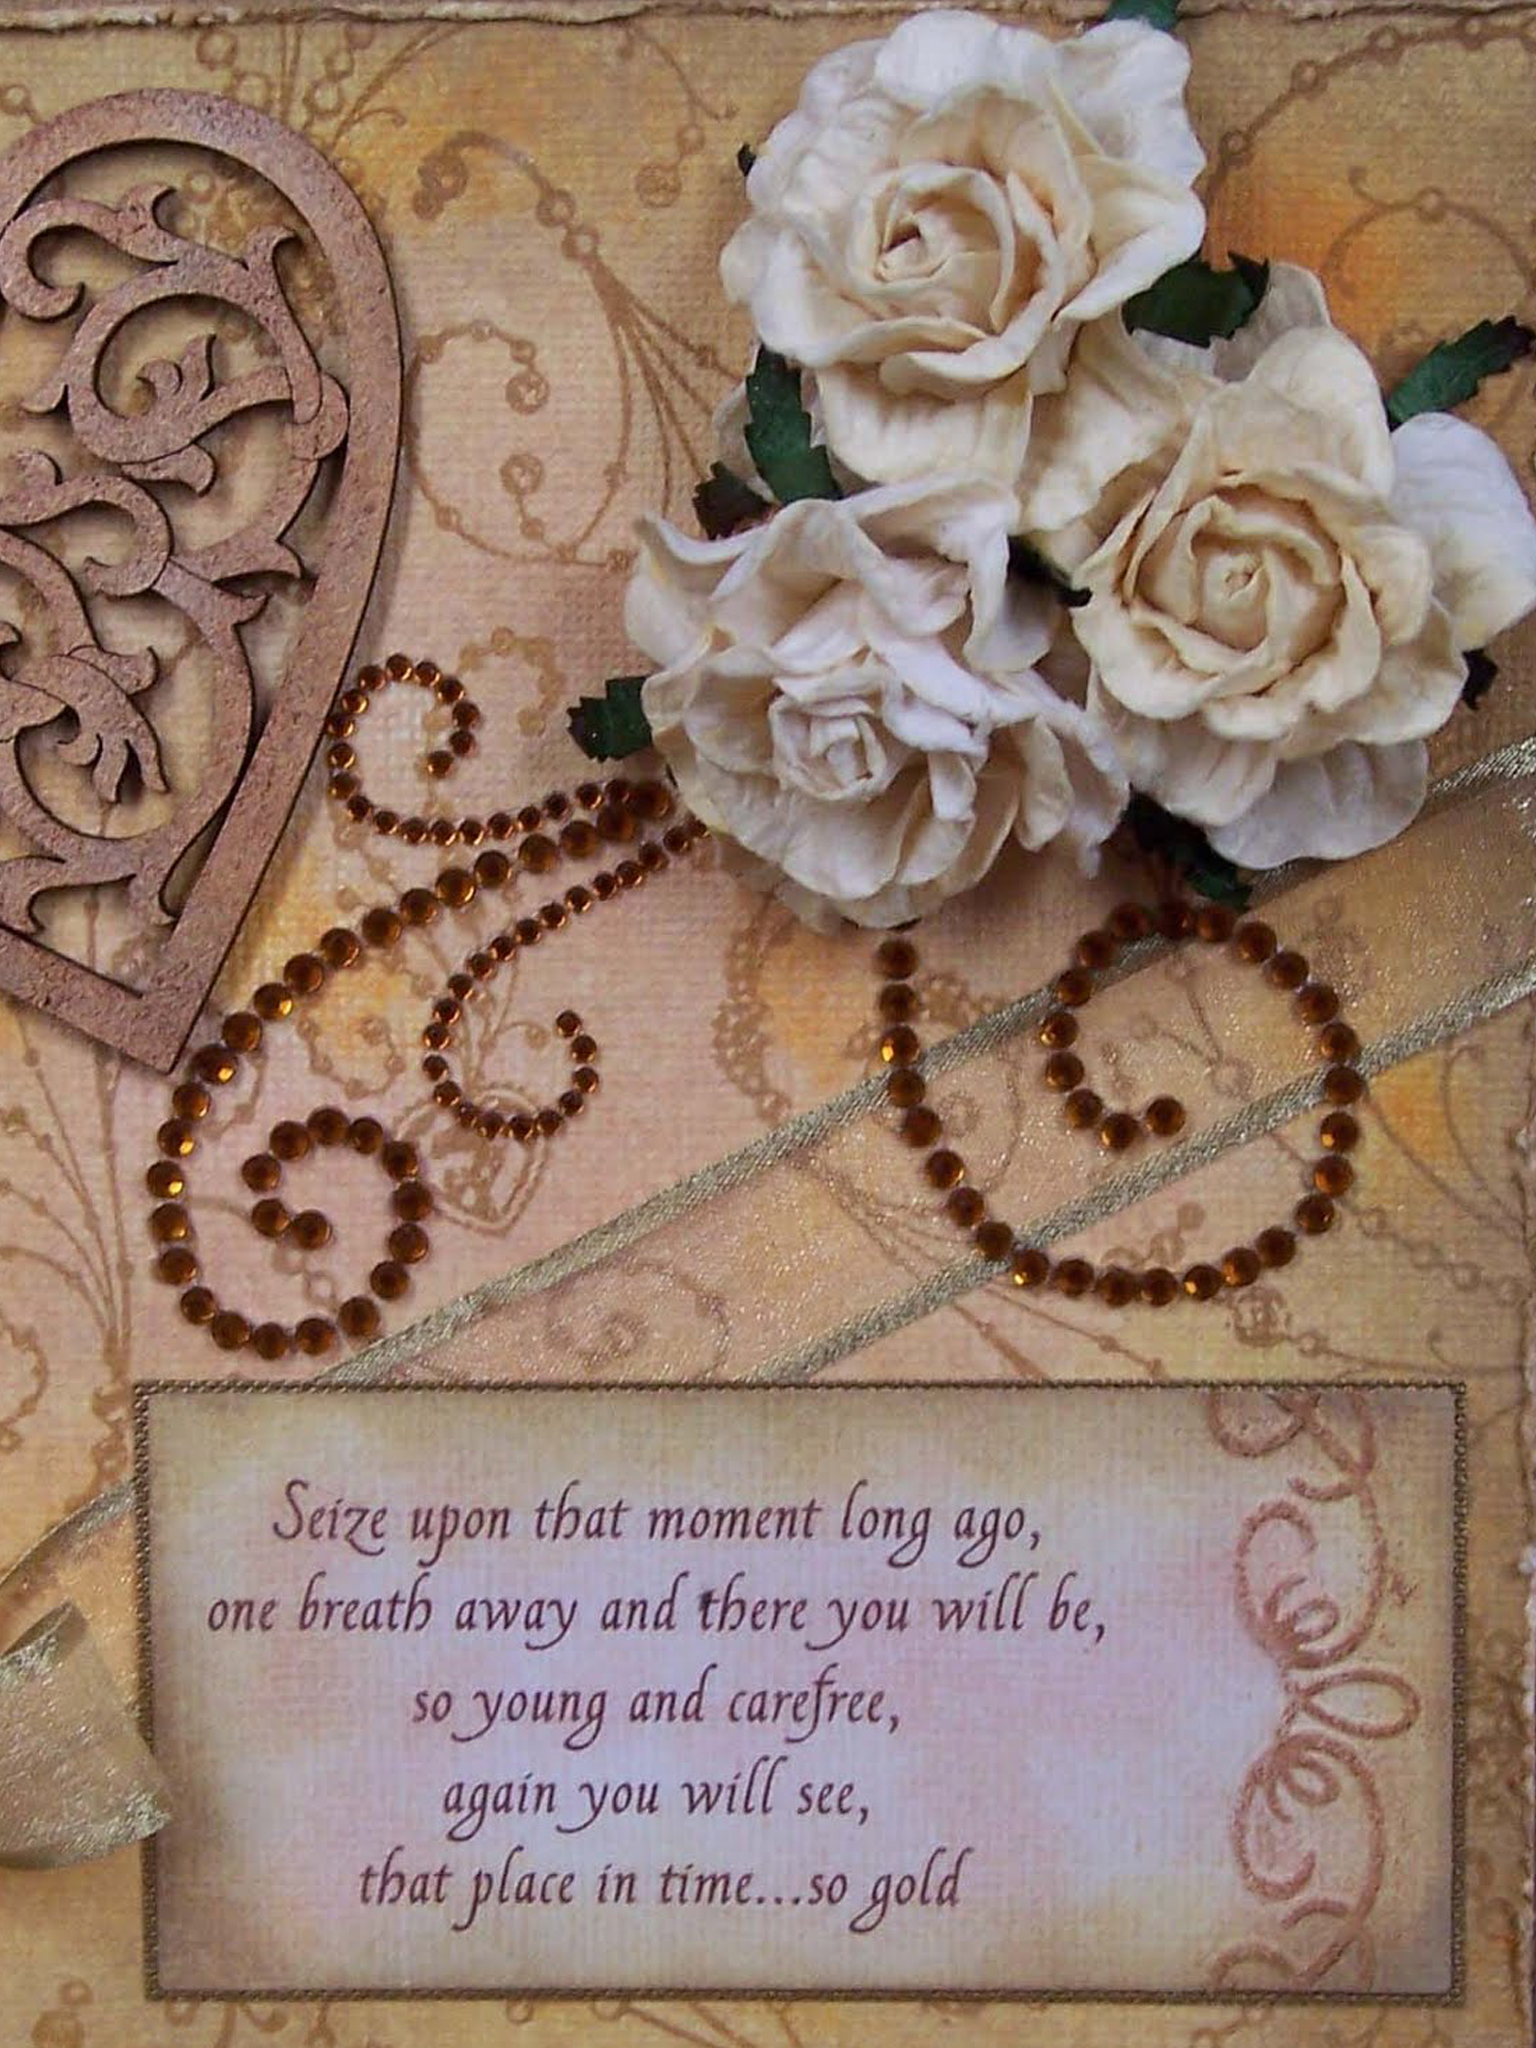 Seize upon that moment long ago,
one breath away and there you will be,
so young and carefree,
again you will see,
that place in time...so gold